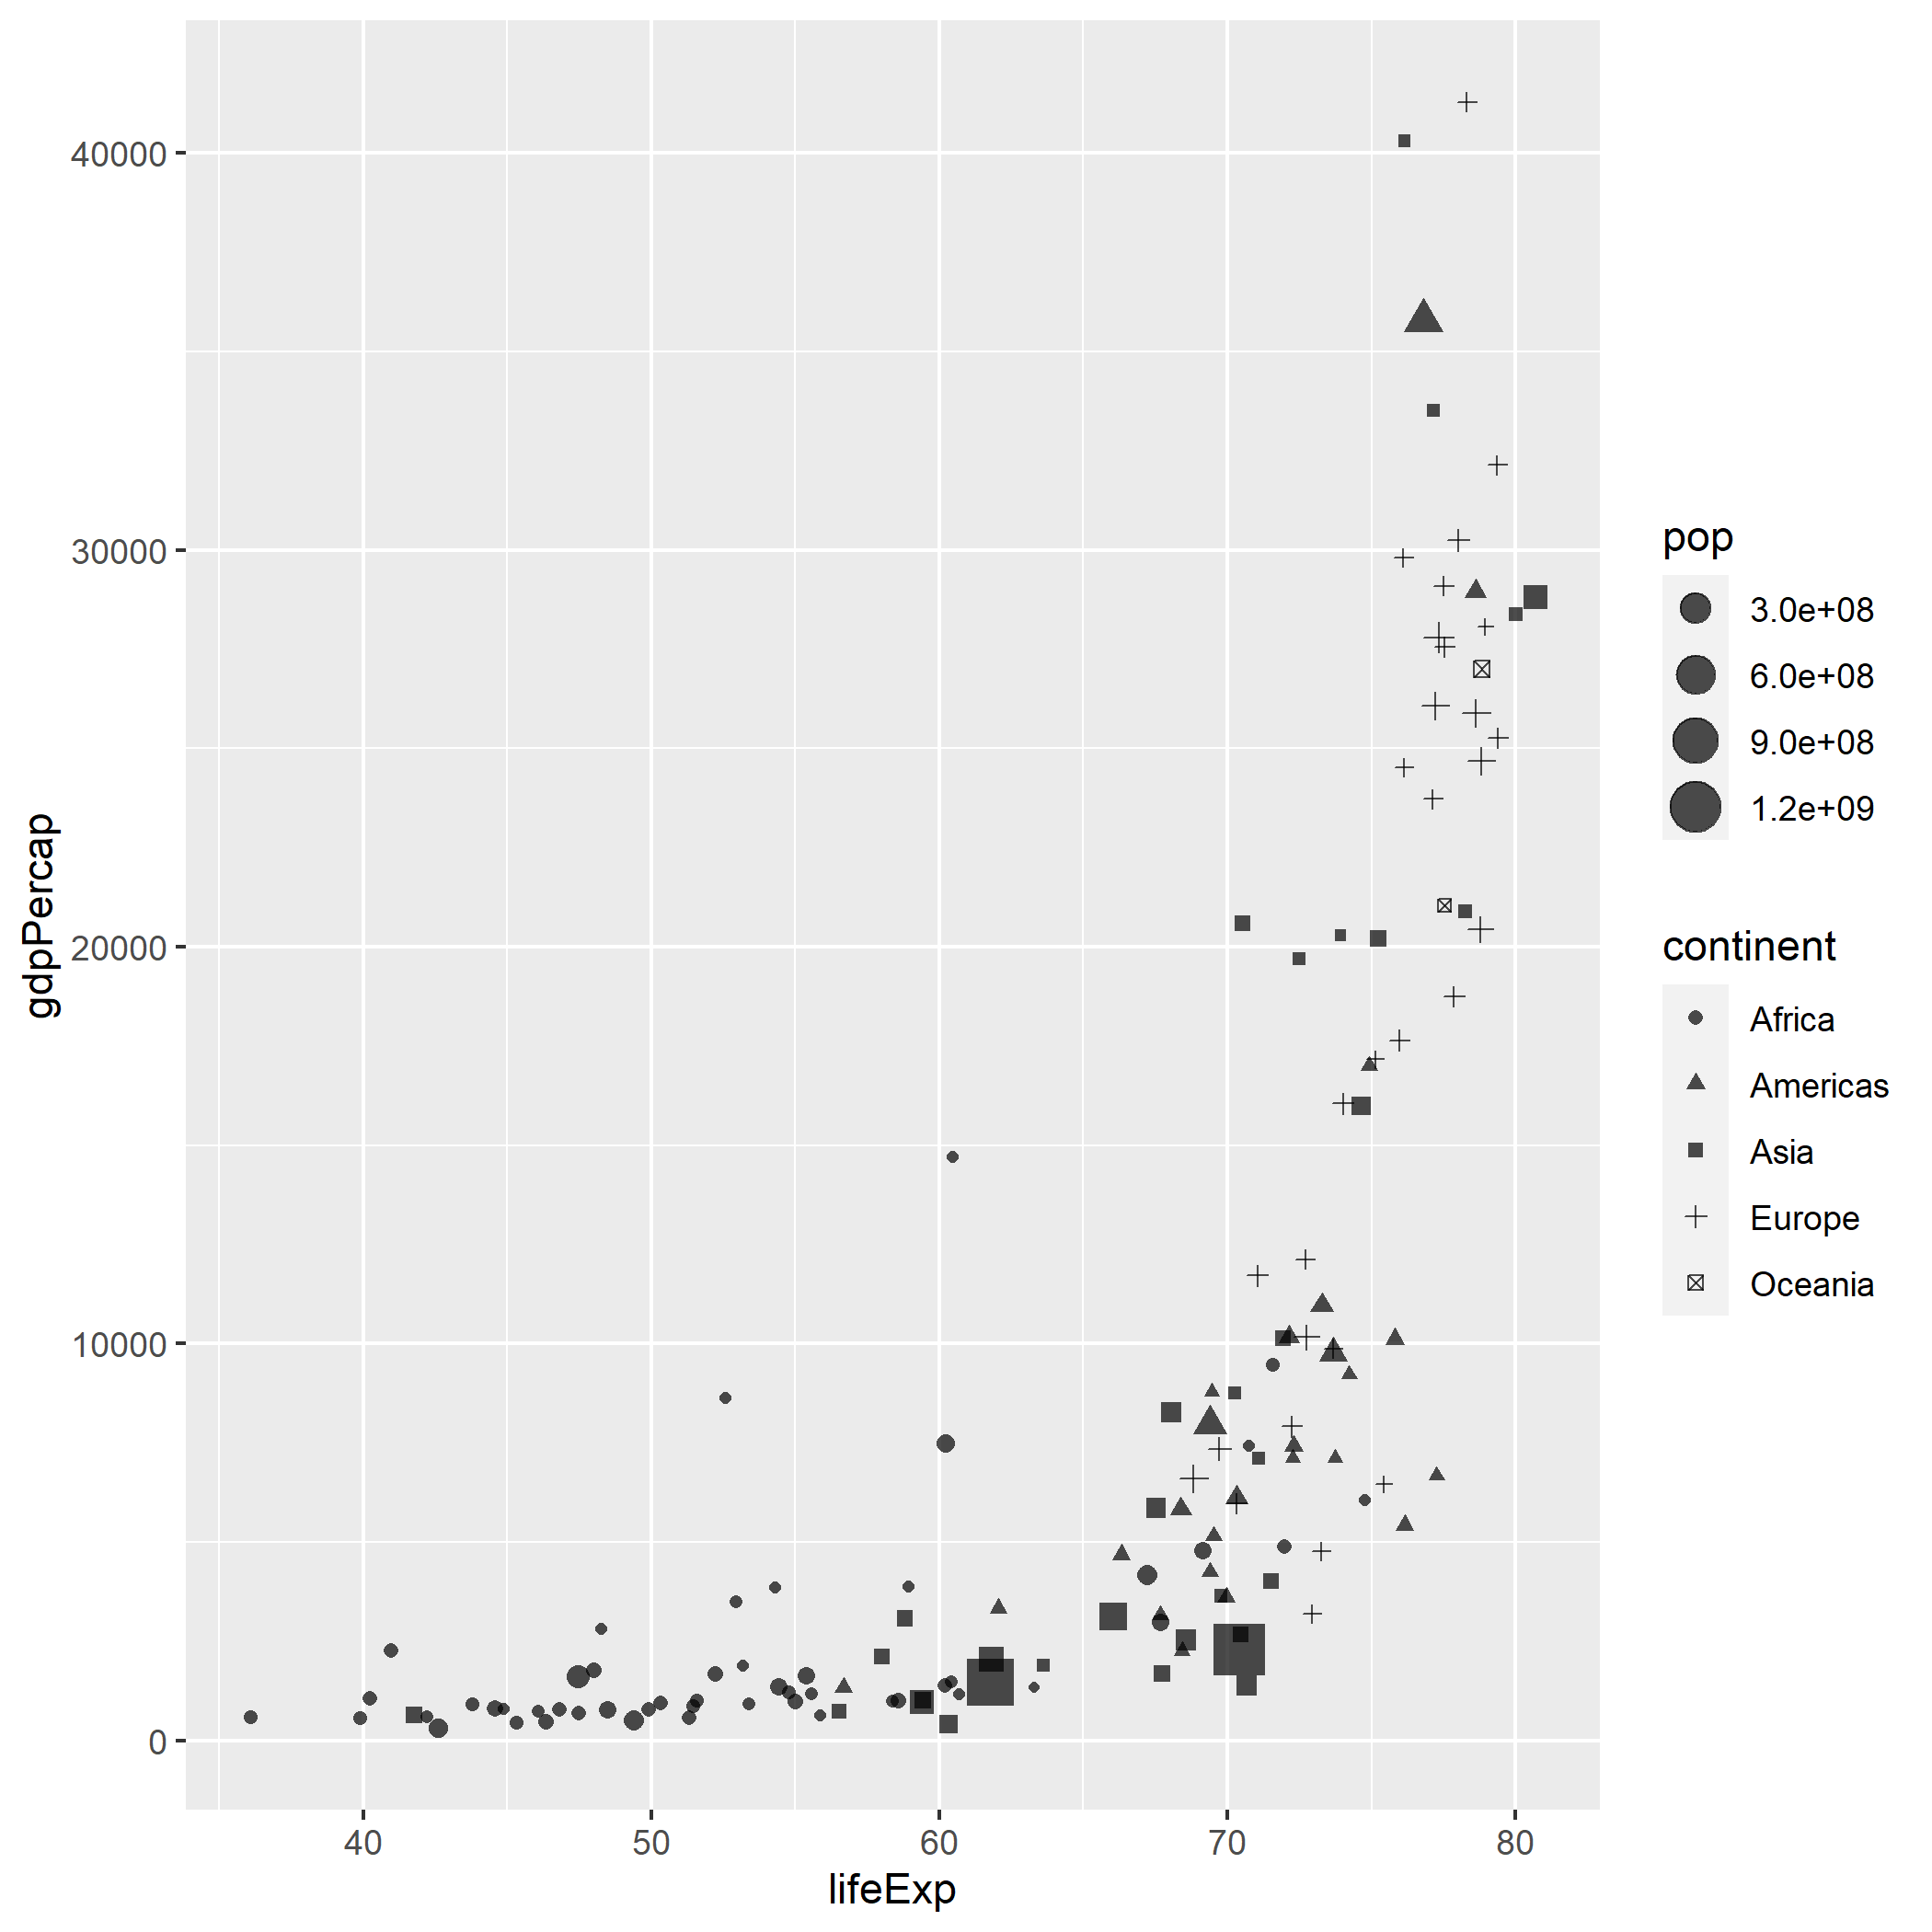 gdpPercap
40000
30000
20000
10000
0
40 50 60 70 80
lifeExp
pop
3.0e+08
6.0e+08
9.0e+08
1.2e+09
continent
Africa
Americas
Asia
Europe
Oceania